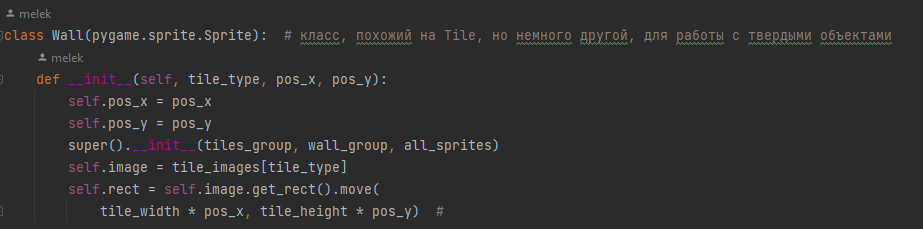 melek
class Wall(pygame.sprite.Sprite):  # класс, похожий на Tile, но немного другой, для работы с твердыми объектами
melek
    def __init__(self, tile_type, pos_x, pos_y):
        self.pos_x = pos_x
        self.pos_y = pos_y
        super().__init__(tiles_group, wall_group, all_sprites)
        self.image = tile_images[tile_type]
        self.rect = self.image.get_rect().move(
            tile_width * pos_x, tile_height * pos_y)  #